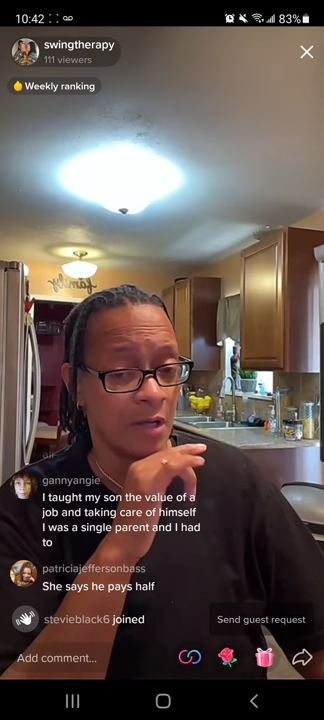 10:42
83%
swingtherapy
111 viewers
Weekly ranking
family
gannyangie
I taught my son the value of a
job and taking care of himself
I was a single parent and I had
to
patriciajeffersonbass
She says he pays half
stevieblack6 joined
Send guest request
Add comment...